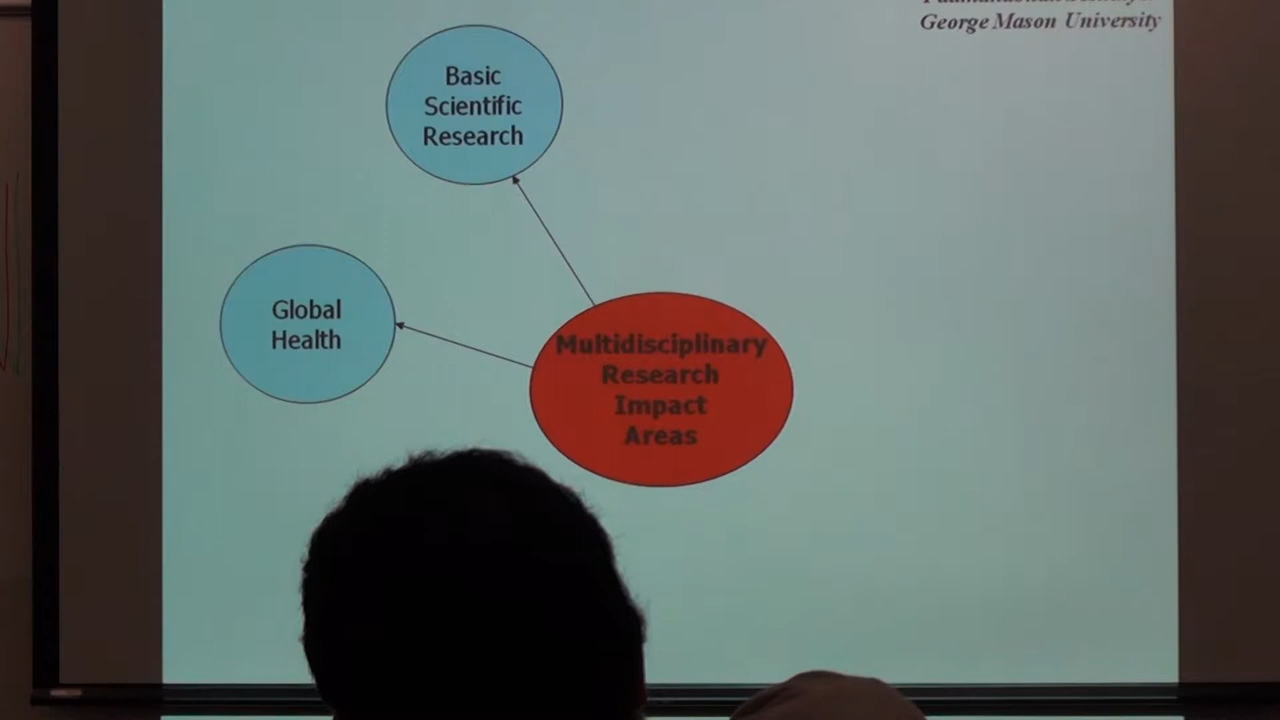 George Mason University
Basic
Scientific
Research
Global
Health
Multidisciplinary
Research
Impact
Areas